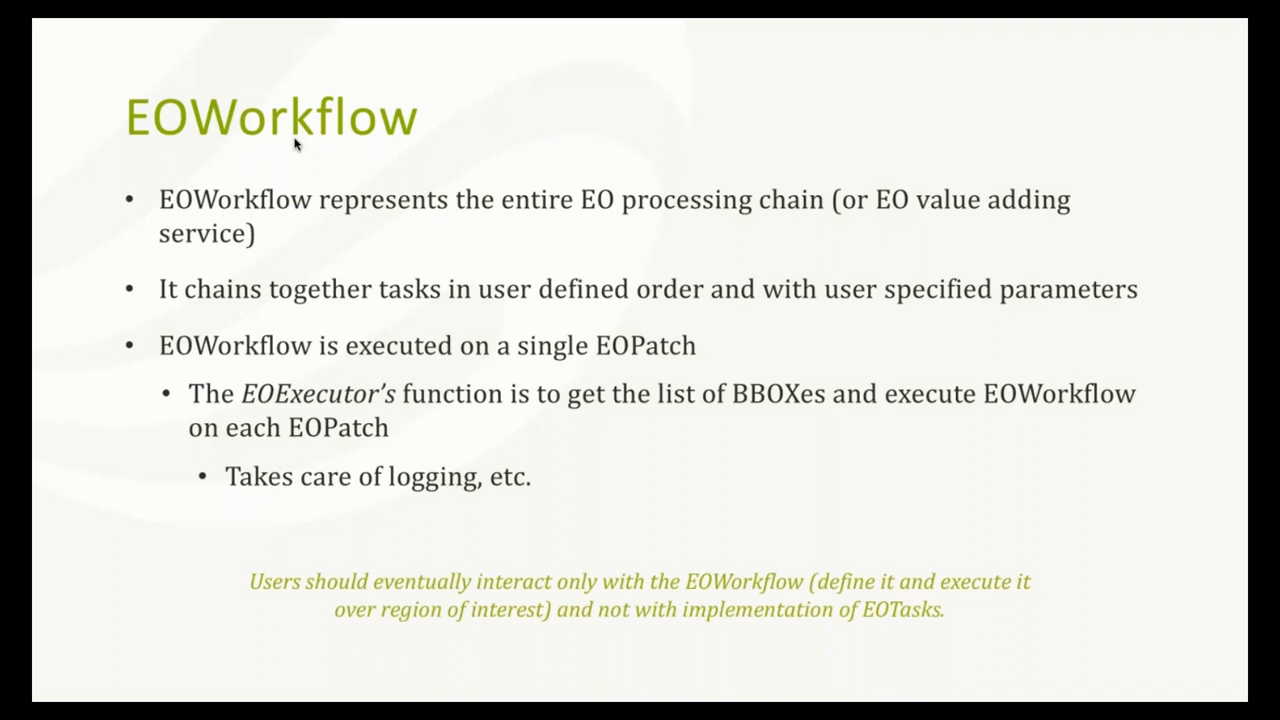 EOWorkflow
• EOWorkflow represents the entire EO processing chain (or EO value adding
service)
• It chains together tasks in user defined order and with user specified parameters
• EOWorkflow is executed on a single EOPatch
• The EOExecutor’s function is to get the list of BBOXes and execute EOWorkflow
on each EOPatch
• Takes care of logging, etc.
Users should eventually interact only with the EOWorkflow (define it and execute it
over region of interest) and not with implementation of EOTasks.